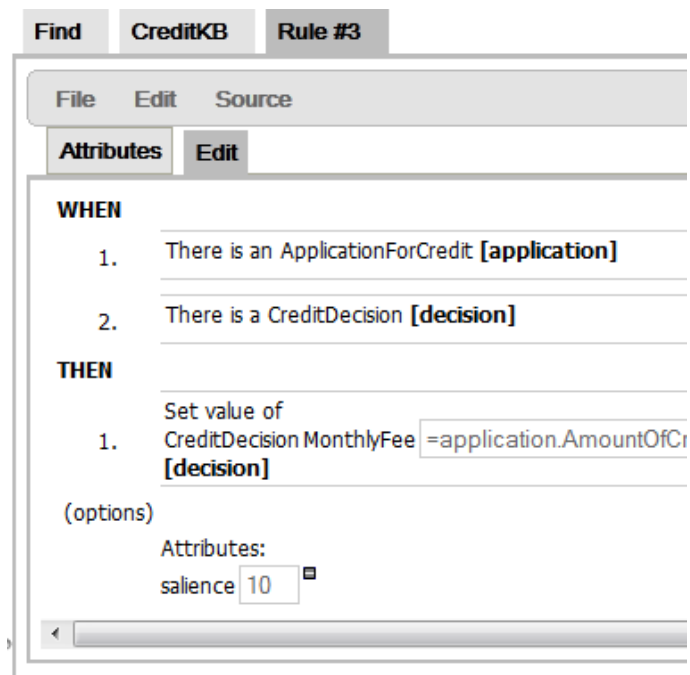 Find CreditKB Rule #3
File Edit Source
Attributes Edit
WHEN
1. There is an ApplicationForCredit [application]
2. There is a CreditDecision [decision]
THEN
Set value of
1. CreditDecision MonthlyFee =application.AmountOfCr
[decision]
(options)
Attributes:
salience 10